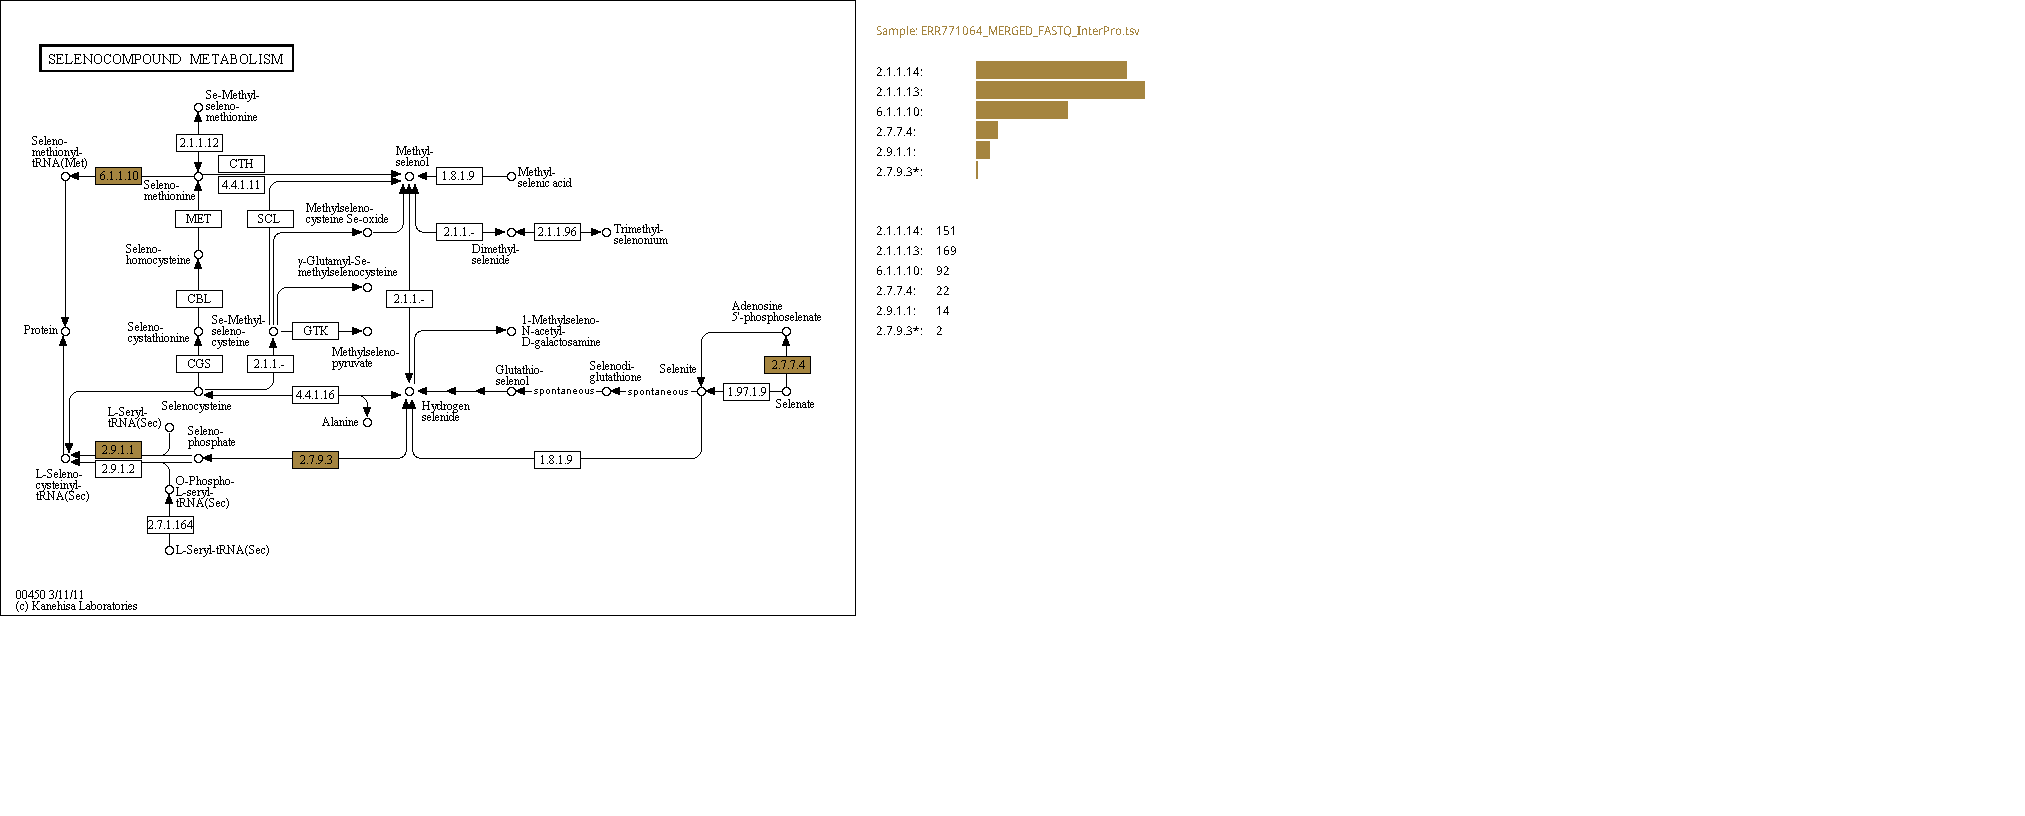 SELENOCOMPOUND METABOLISM
Se-Methyl-
seleno-
methionine
Seleno-
methionyl-
tRNA(Met)
2.1.1.12
CTH
6.1.1.10
4.4.1.11
Seleno-
methionine
Methyl-
selenol
1.8.1.9
Methyl-
selenic acid
MET
SCL
Methylseleno-
cysteine Se-oxide
2.1.1.-
2.1.1.96
Trimethyl-
selenonium
Dimethyl-
selenide
Seleno-
homocysteine
γ-Glutamyl-Se-
methylselenocysteine
CBL
2.1.1.-
Protein
Seleno-
cystathionine
Se-Methyl-
seleno-
cysteine
GTK
Methylseleno-
pyruvate
1-Methylseleno-
N-acetyl-
D-galactosamine
Adenosine
5'-phosphoselenate
CGS
2.1.1.-
Glutathio-
selenol
Selenodi-
glutathione
Selenite
2.7.7.4
4.4.1.16
spontaneous
spontaneous
1.97.1.9
Selenate
Selenocysteine
Hydrogen
selenide
Alanine
L-Seryl-
tRNA(Sec)
Seleno-
phosphate
2.9.1.1
2.9.1.2
2.7.9.3
1.8.1.9
L-Seleno-
cysteinyl-
tRNA(Sec)
O-Phospho-
L-seryl-
tRNA(Sec)
2.7.1.164
L-Seryl-tRNA(Sec)
00450 3/11/11
(c) Kanehisa Laboratories
Sample: ERR771064_MERGED_FASTQ_InterPro.tsv
2.1.1.14:
2.1.1.13:
6.1.1.10:
2.7.7.4:
2.9.1.1:
2.7.9.3*:
2.1.1.14: 151
2.1.1.13: 169
6.1.1.10: 92
2.7.7.4: 22
2.9.1.1: 14
2.7.9.3*: 2